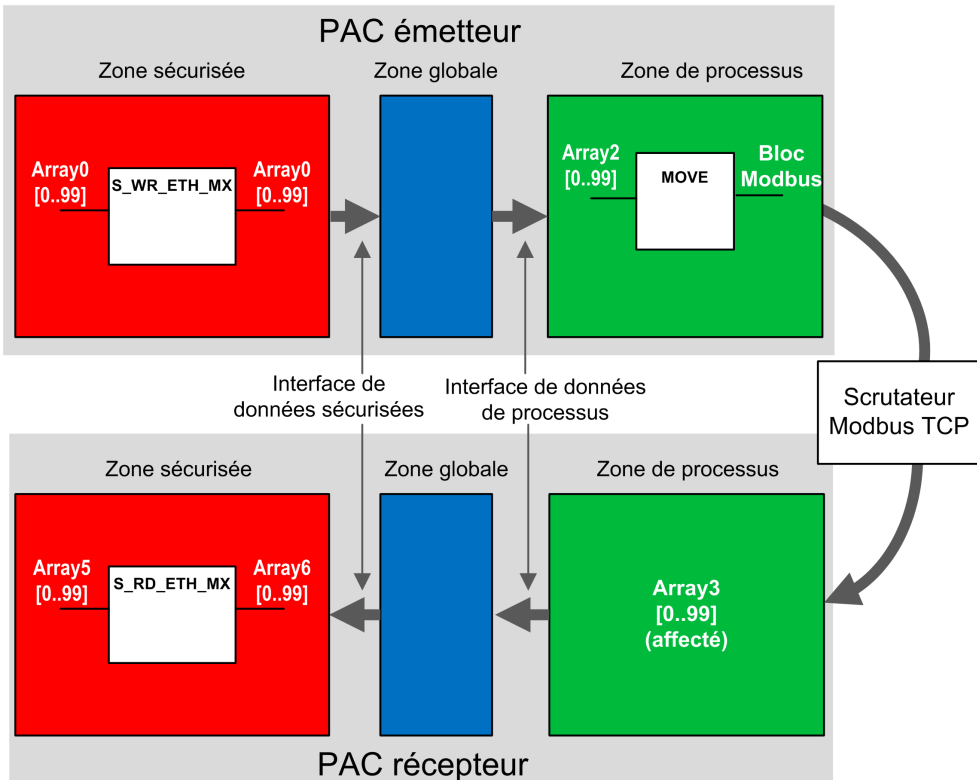 PAC émetteur
Zone sécurisée
Zone globale
Zone de processus
Array0
[0..99]
S_WR_ETH_MX
Array0
[0..99]
Array2
[0..99]
MOVE
Bloc
Modbus
Interface de
données sécurisées
Interface de données
de processus
Scrutateur
Modbus TCP
Zone sécurisée
Zone globale
Zone de processus
Array5
[0..99]
S_RD_ETH_MX
Array6
[0..99]
Array3
[0..99]
(affecté)
PAC récepteur